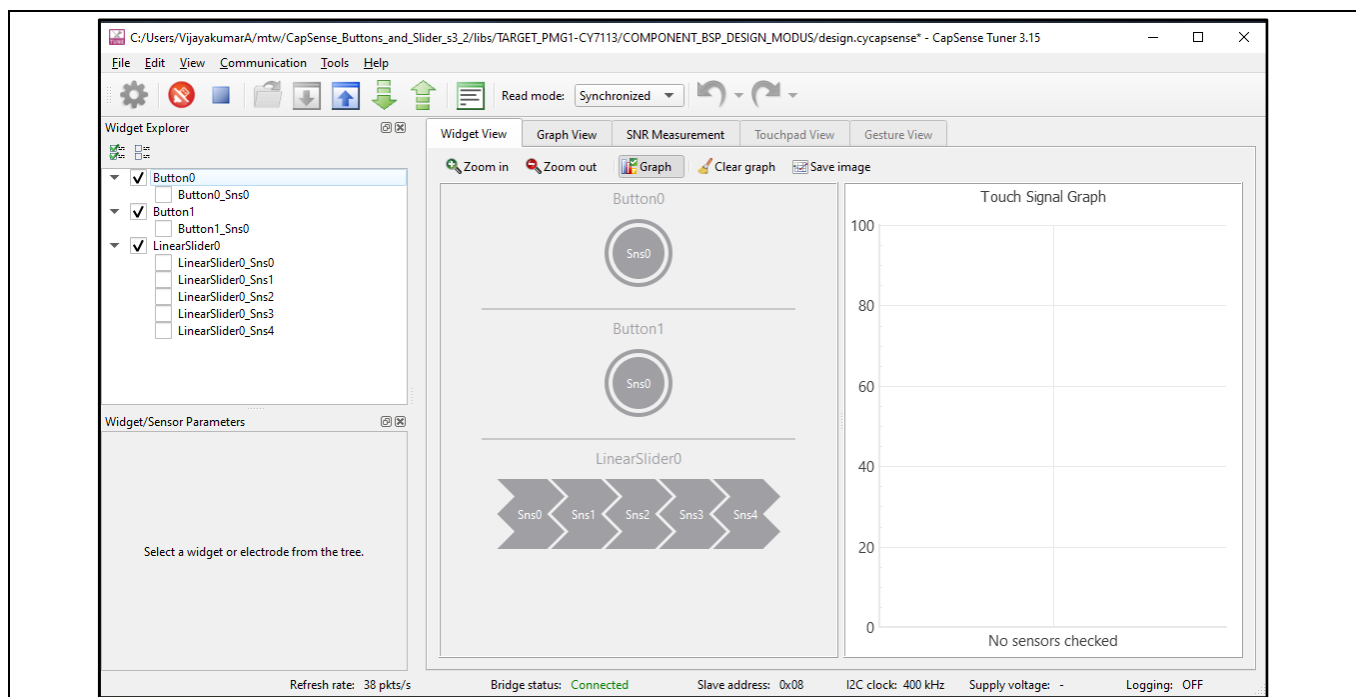 C:/Users/VijayakumarA/mtw/CapSense_Buttons_and_Slider_s3_2/libs/TARGET_PMG1-CY7113/COMPONENT_BSP_DESIGN_MODUS/design.cycapsense* - CapSense Tuner 3.15
File Edit View Communication Tools Help
Read mode: Synchronized
Widget Explorer
Button0
Button0_Sns0
Button1
Button1_Sns0
LinearSlider0
LinearSlider0_Sns0
LinearSlider0_Sns1
LinearSlider0_Sns2
LinearSlider0_Sns3
LinearSlider0_Sns4
Widget/Sensor Parameters
Select a widget or electrode from the tree.
Widget View Graph View SNR Measurement Touchpad View Gesture View
Zoom in Zoom out Graph Clear graph Save image
Button0
Sns0
Button1
Sns0
LinearSlider0
Sns0 Sns1 Sns2 Sns3 Sns4
Touch Signal Graph
100
80
60
40
20
0
No sensors checked
Refresh rate: 38 pkts/s Bridge status: Connected Slave address: 0x08 I2C clock: 400 kHz Supply voltage: - Logging: OFF